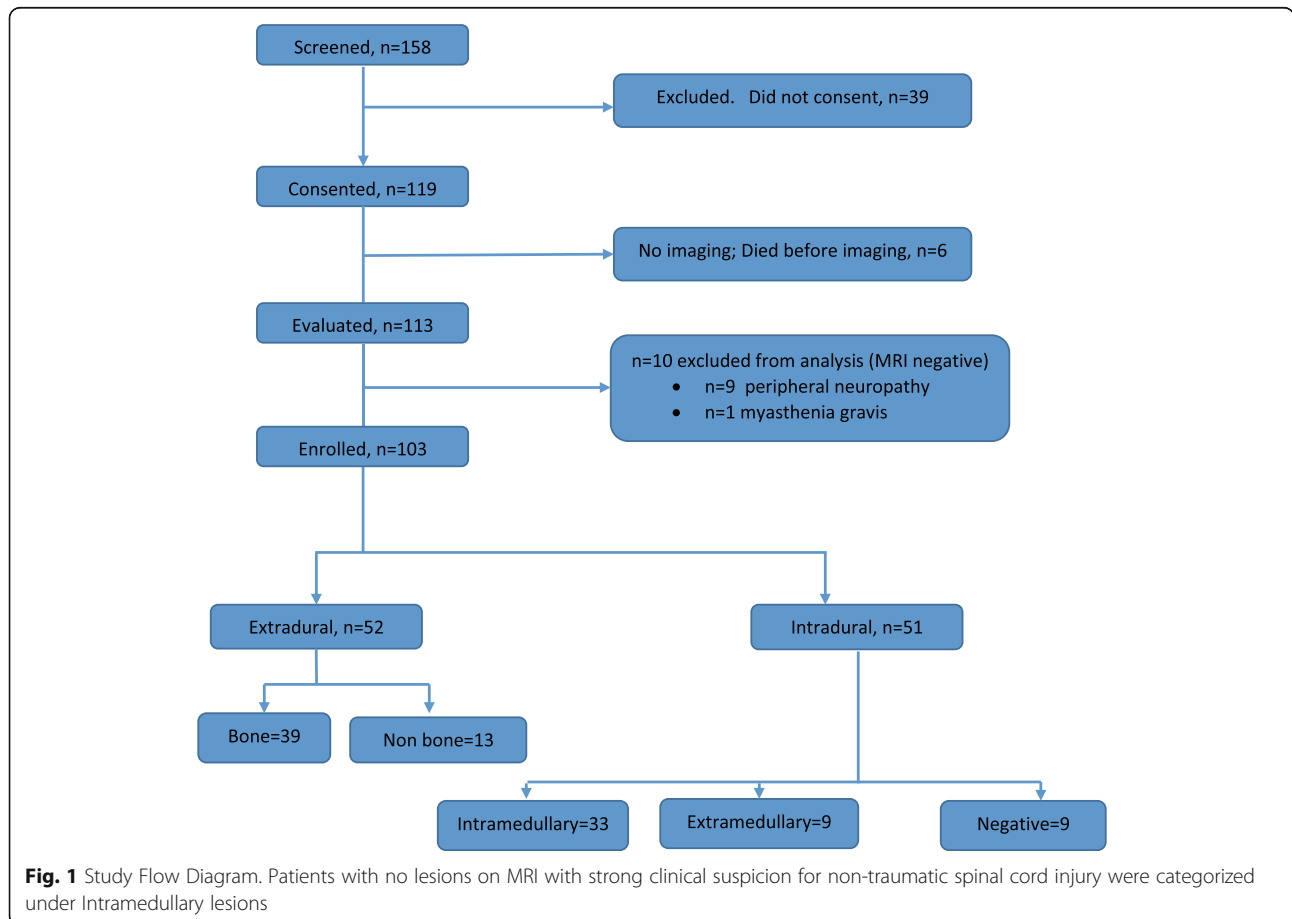 Screened, n=158
Excluded. Did not consent, n=39
Consented, n=119
No imaging; Died before imaging, n=6
Evaluated, n=113
n=10 excluded from analysis (MRI negative)
• n=9 peripheral neuropathy
• n=1 myasthenia gravis
Enrolled, n=103
Extradural, n=52
Intradural, n=51
Bone=39
Non bone=13
Intramedullary=33
Extramedullary=9
Negative=9
Fig. 1 Study Flow Diagram. Patients with no lesions on MRI with strong clinical suspicion for non-traumatic spinal cord injury were categorized
under Intramedullary lesions